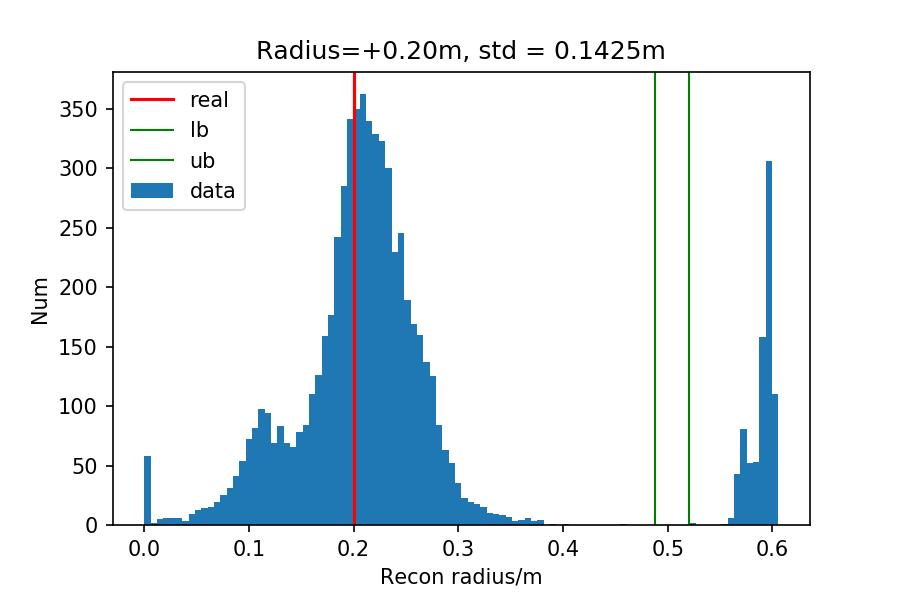 Radius=+0.20m, std = 0.1425m
real
lb
ub
data
Num
350
300
250
200
150
100
50
0
0.0 0.1 0.2 0.3 0.4 0.5 0.6
Recon radius/m